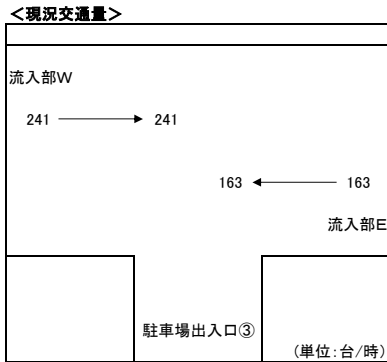 ＜現況交通量＞
流入部W
241 241
163 163
流入部E
駐車場出入口③
(単位:台/時)